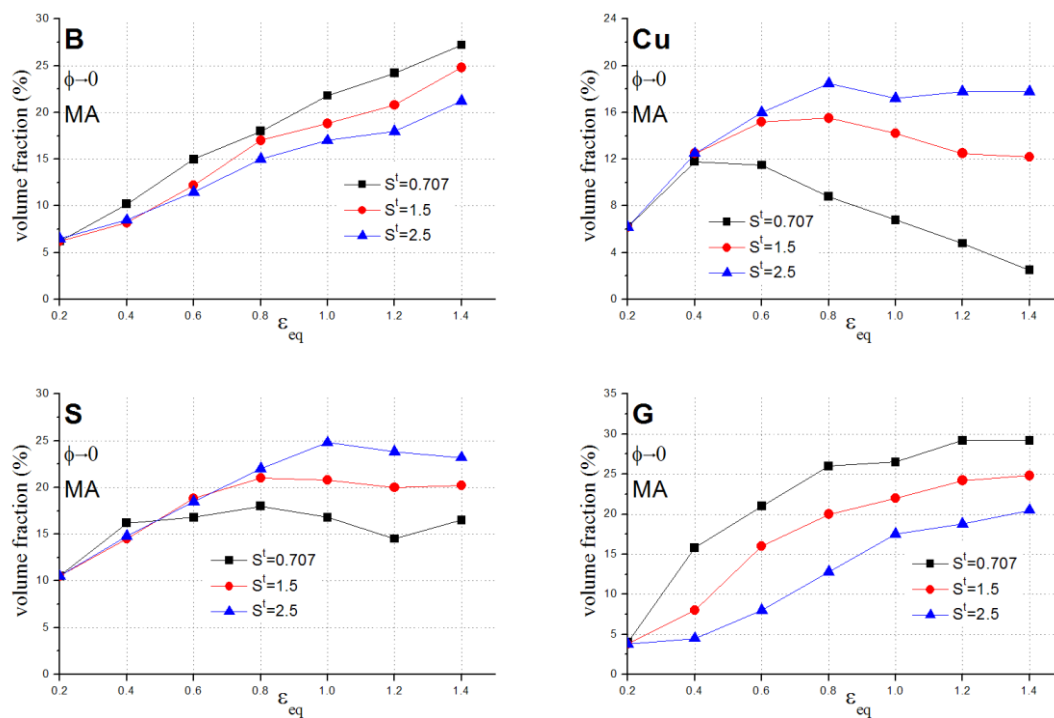 B
ϕ→0
MA
volume fraction (%)
30
25
20
15
10
5
0
0.2 0.4 0.6 0.8 1.0 1.2 1.4
εeq
S^t=0.707
S^t=1.5
S^t=2.5
Cu
ϕ→0
MA
volume fraction (%)
24
20
16
12
8
4
0
0.2 0.4 0.6 0.8 1.0 1.2 1.4
εeq
S^t=0.707
S^t=1.5
S^t=2.5
S
ϕ→0
MA
volume fraction (%)
30
25
20
15
10
5
0
0.2 0.4 0.6 0.8 1.0 1.2 1.4
εeq
S^t=0.707
S^t=1.5
S^t=2.5
G
ϕ→0
MA
volume fraction (%)
35
30
25
20
15
10
5
0
0.2 0.4 0.6 0.8 1.0 1.2 1.4
εeq
S^t=0.707
S^t=1.5
S^t=2.5